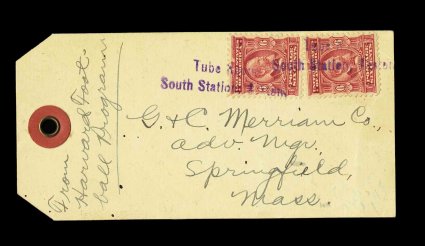 Tube
South Station
South Station
G. & C. Merriam Co.,
Adv. Mgr.
Springfield,
Mass.
From
Harvard Foot-
ball Program